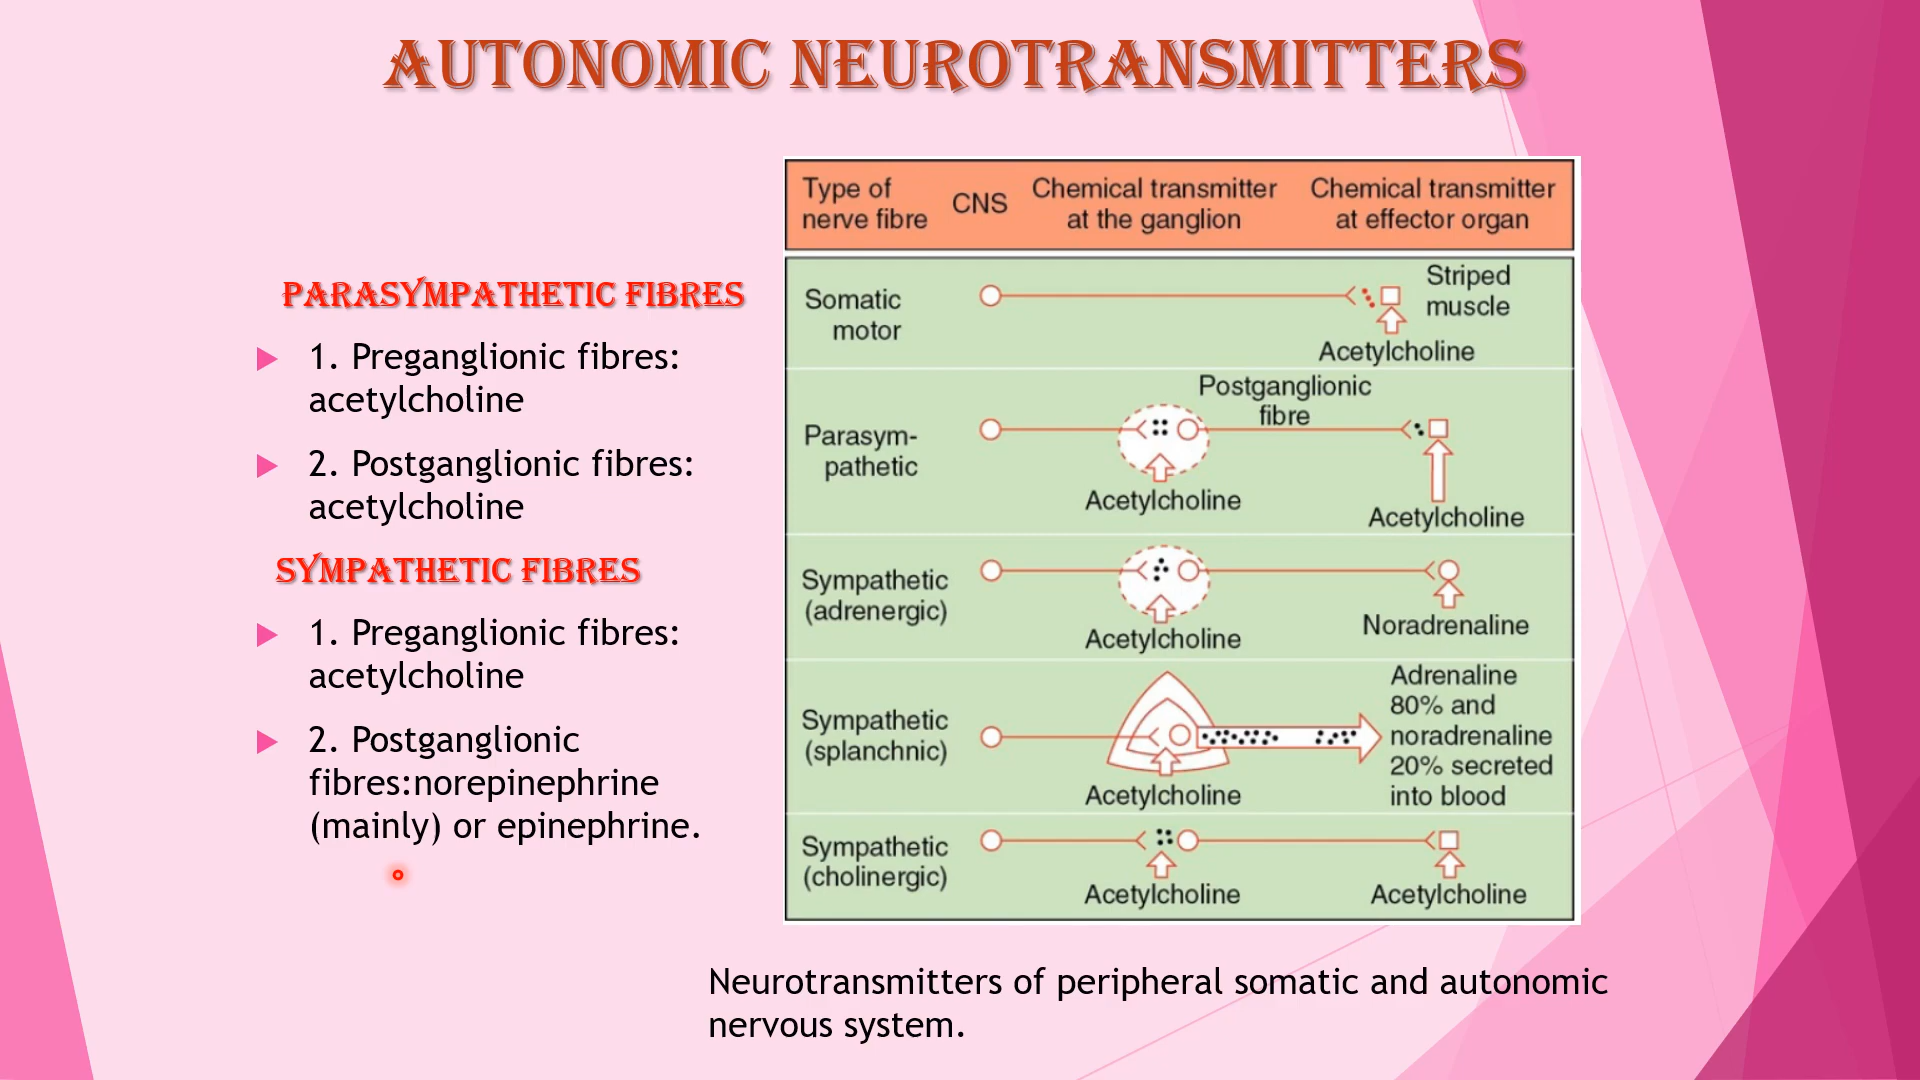 AUTONOMIC NEUROTRANSMITTERS
PARASYMPATHETIC FIBRES
1. Preganglionic fibres:
acetylcholine
2. Postganglionic fibres:
acetylcholine
SYMPATHETIC FIBRES
1. Preganglionic fibres:
acetylcholine
2. Postganglionic
fibres:norepinephrine
(mainly) or epinephrine.
Type of
nerve fibre
CNS
Chemical transmitter
at the ganglion
Chemical transmitter
at effector organ
Somatic
motor
Striped
muscle
Acetylcholine
Parasym-
pathetic
Postganglionic
fibre
Acetylcholine
Acetylcholine
Sympathetic
(adrenergic)
Acetylcholine
Noradrenaline
Sympathetic
(splanchnic)
Acetylcholine
Adrenaline
80% and
noradrenaline
20% secreted
into blood
Sympathetic
(cholinergic)
Acetylcholine
Acetylcholine
Neurotransmitters of peripheral somatic and autonomic
nervous system.